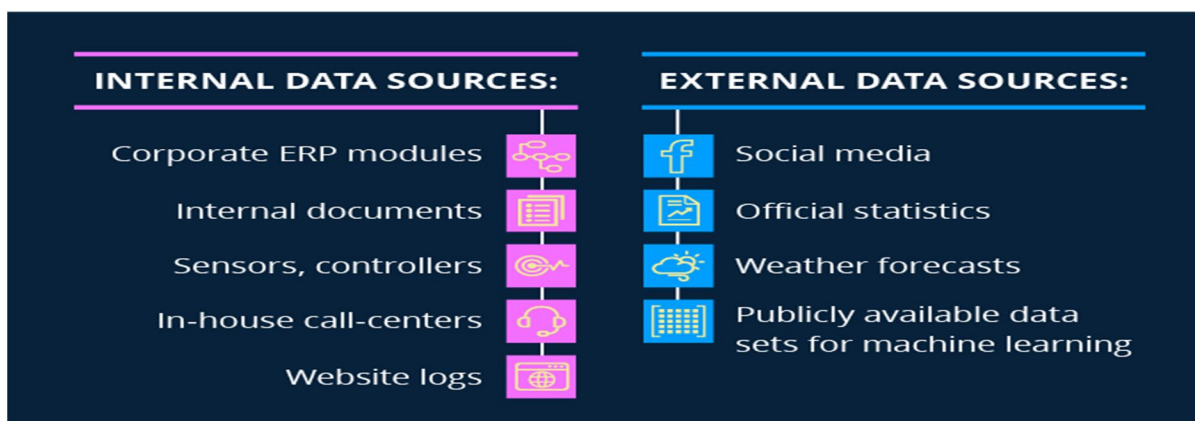 INTERNAL DATA SOURCES:
Corporate ERP modules
Internal documents
Sensors, controllers
In-house call-centers
Website logs
EXTERNAL DATA SOURCES:
Social media
Official statistics
Weather forecasts
Publicly available data
sets for machine learning